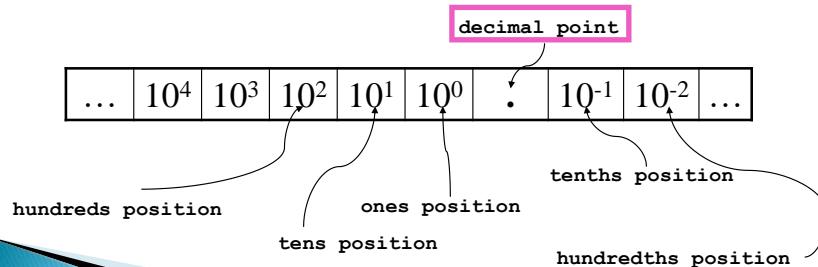 decimal point
… 10⁴ 10³ 10² 10¹ 10⁰ . 10⁻¹ 10⁻² …
tenths position
hundreds position
ones position
tens position
hundredths position